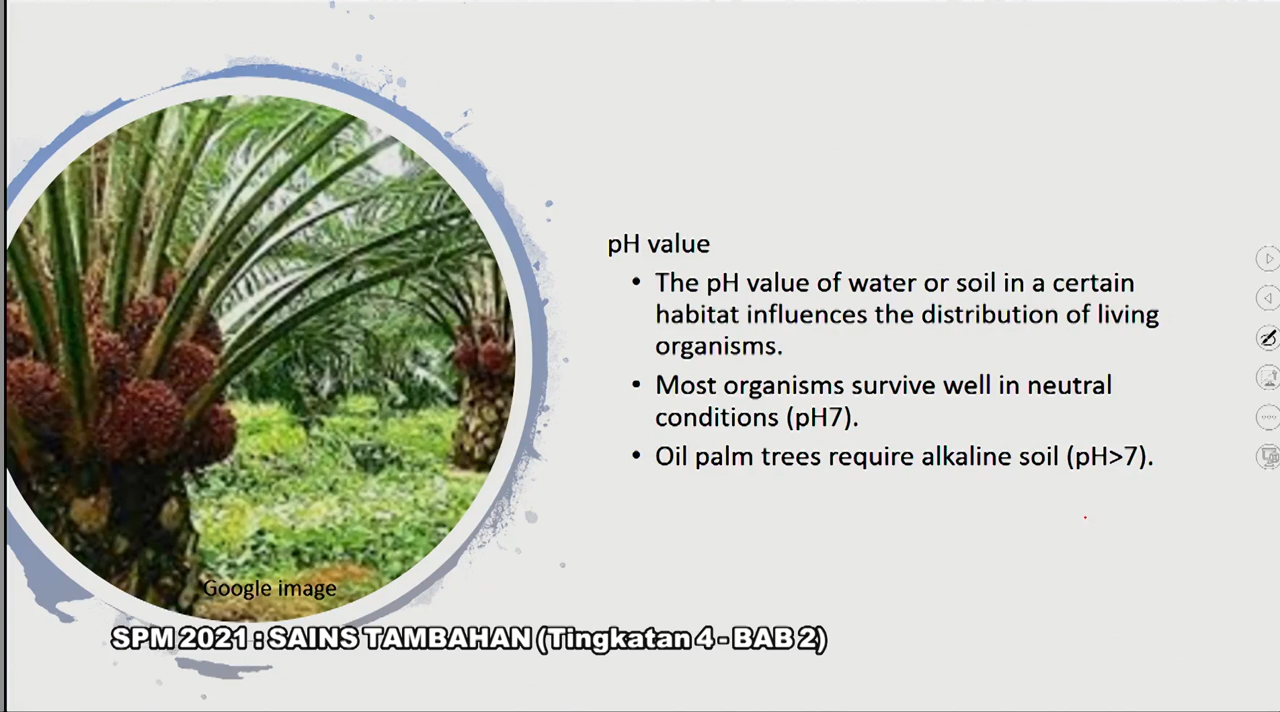 pH value
• The pH value of water or soil in a certain
habitat influences the distribution of living
organisms.
• Most organisms survive well in neutral
conditions (pH7).
• Oil palm trees require alkaline soil (pH>7).
Google image
SPM 2021 : SAINS TAMBAHAN (Tingkatan 4 - BAB 2)